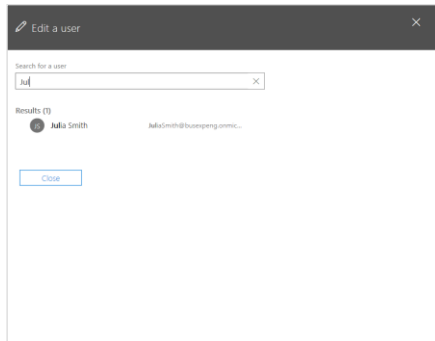 Edit a user
Search for a user
Jul
Results (1)
JS Julia Smith JuliaSmith@busexpeng.onmic...
Close